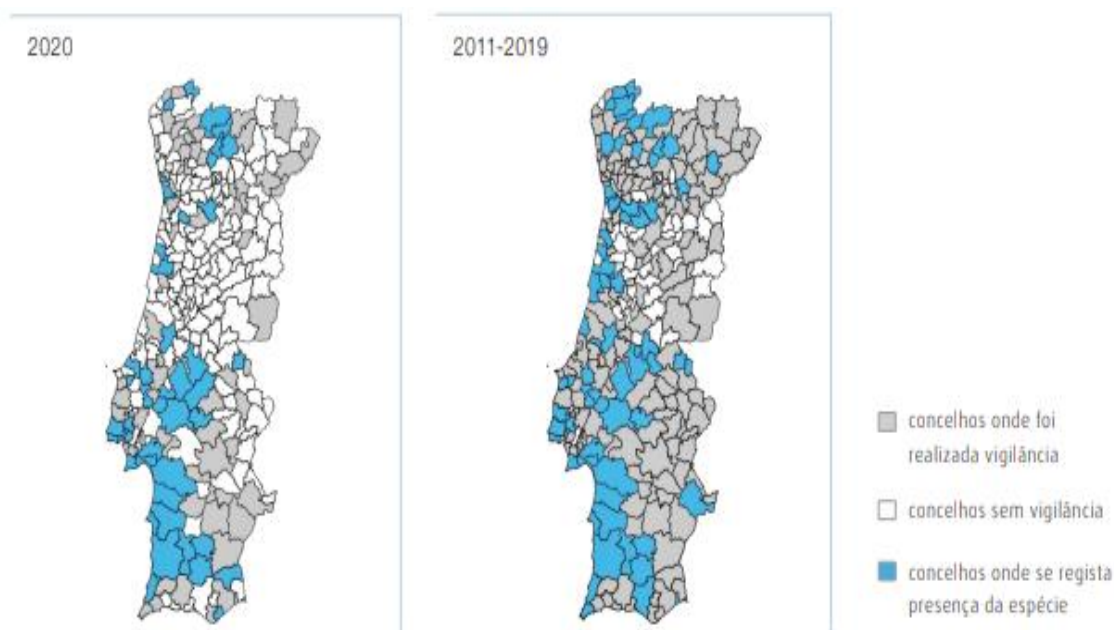 2020
2011-2019
concelhos onde foi
realizada vigilância
concelhos sem vigilância
concelhos onde se regista
presença da espécie